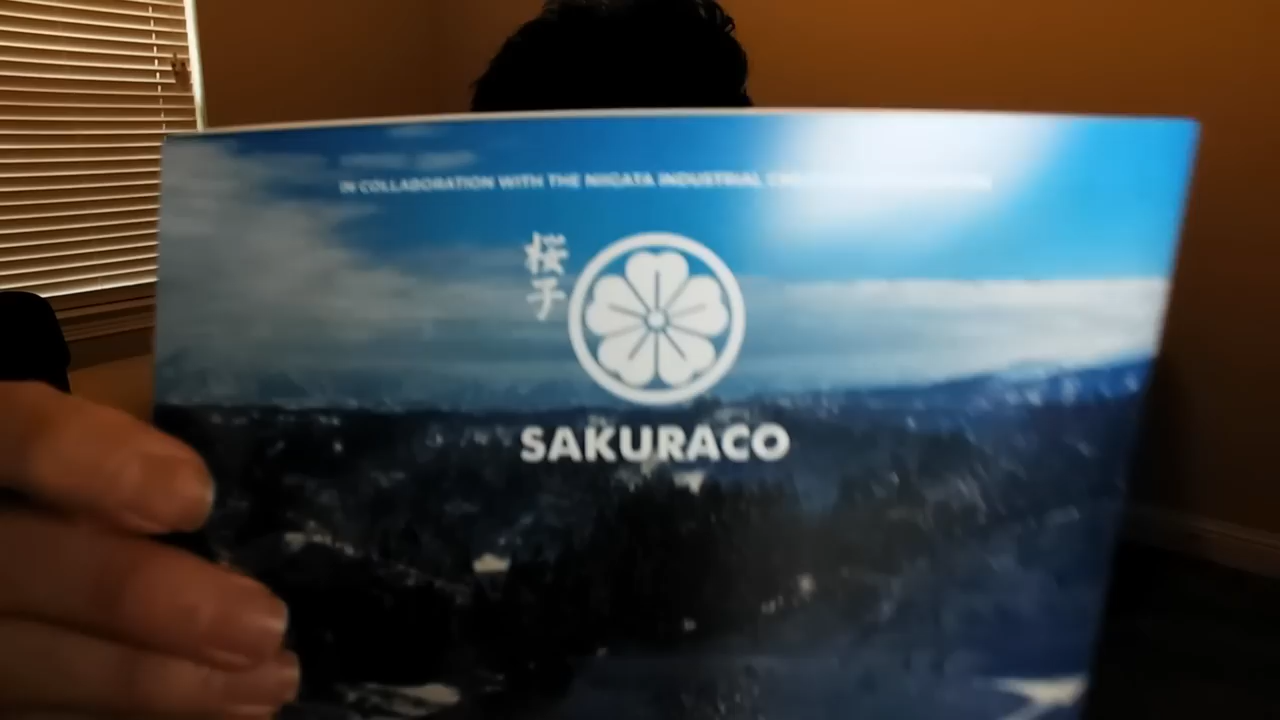 IN COLLABORATION WITH THE NIIGATA INDUSTRIAL
桜子
SAKURACO